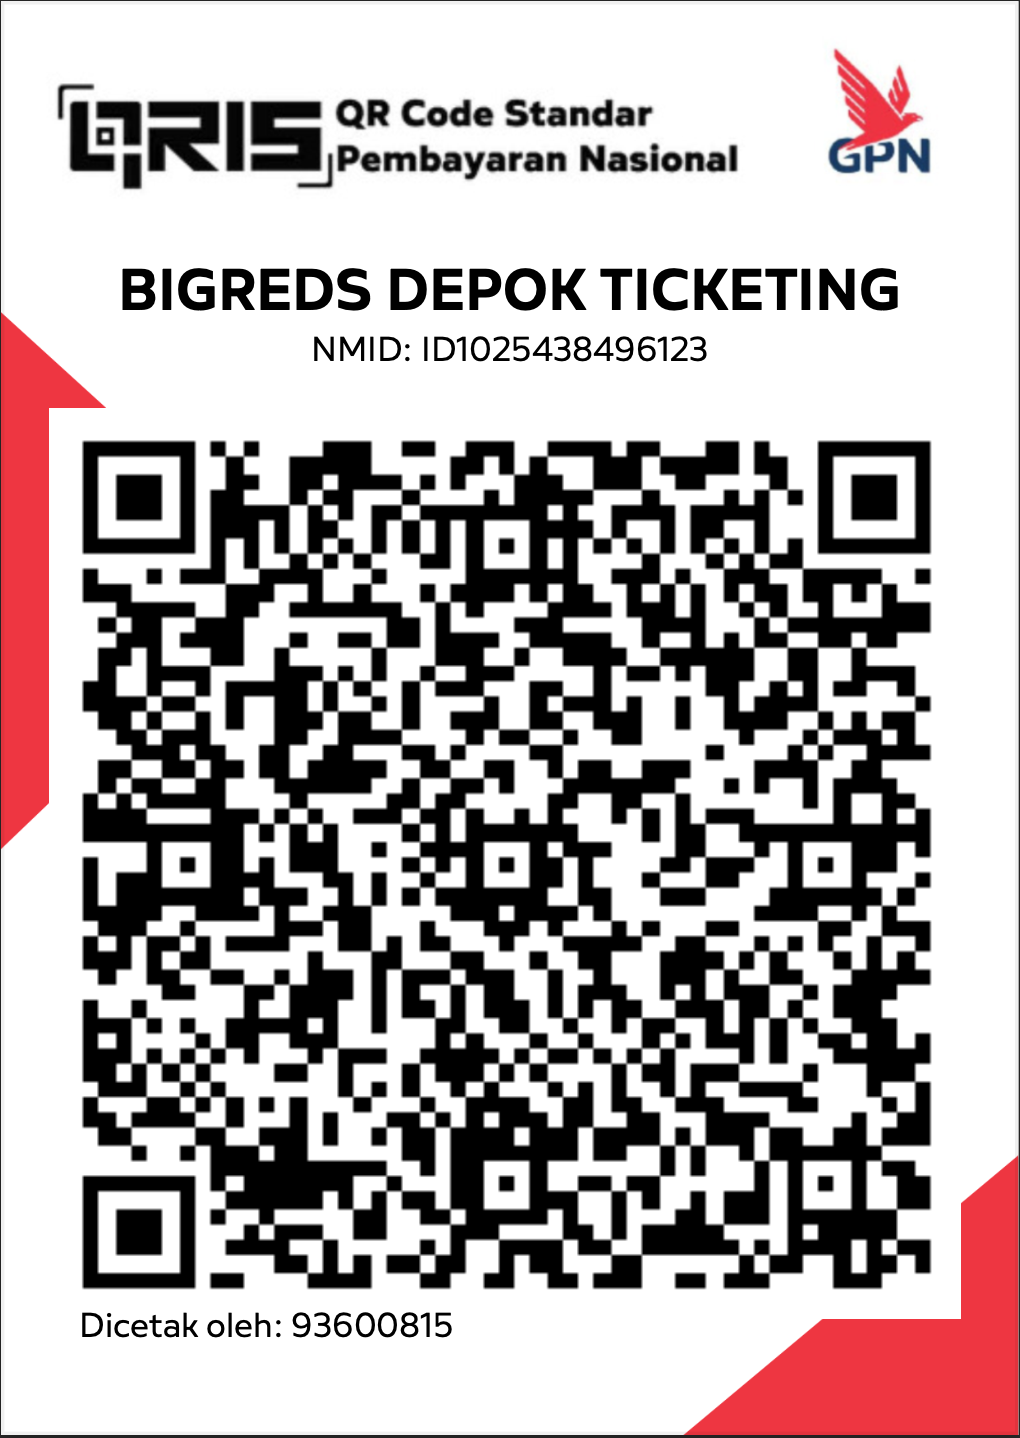 QRIS QR Code Standar
Pembayaran Nasional
GPN
BIGREDS DEPOK TICKETING
NMID: ID1025438496123
Dicetak oleh: 93600815